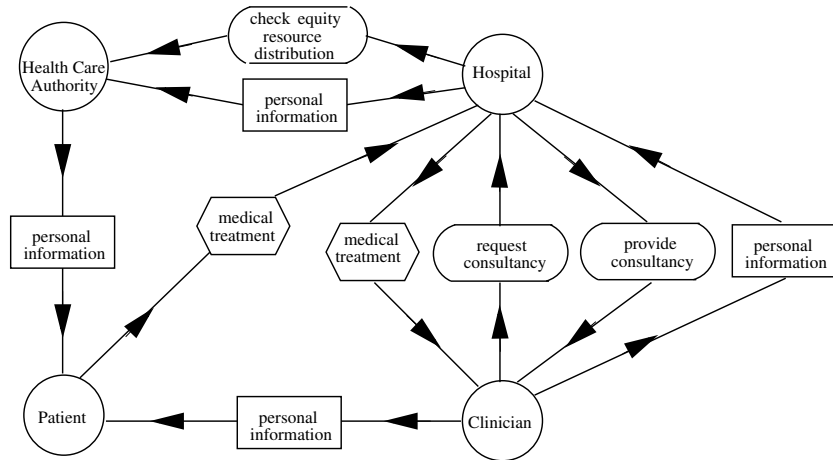 check equity
resource
distribution
Health Care
Authority
Hospital
personal
information
personal
information
medical
treatment
medical
treatment
request
consultancy
provide
consultancy
personal
information
Patient
personal
information
Clinician